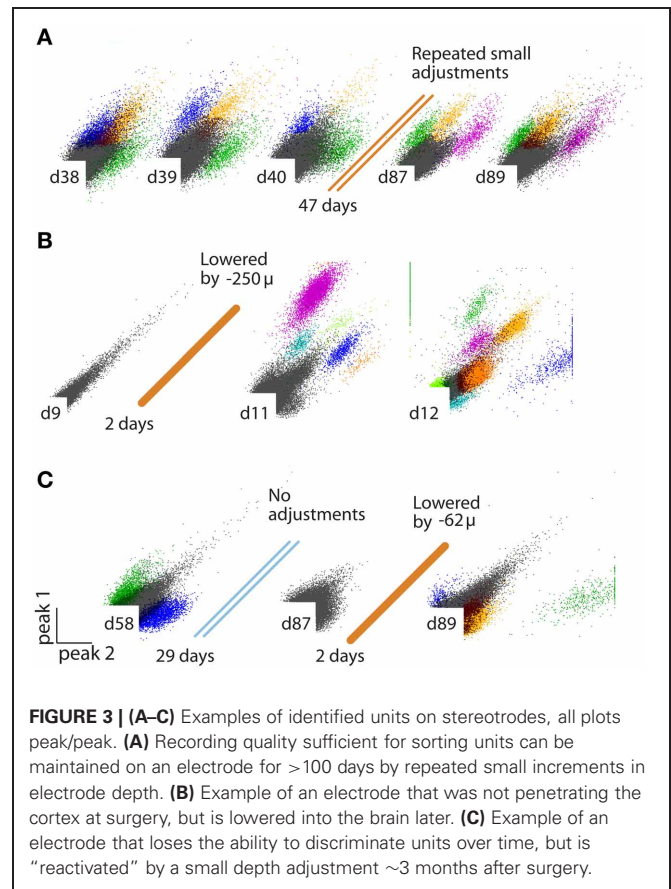 A
Repeated small
adjustments
d38
d39
d40
d87
d89
47 days
B
Lowered
by -250 µ
d9
2 days
d11
d12
C
No
adjustments
Lowered
by -62 µ
peak 1
peak 2
d58
29 days
d87
2 days
d89
FIGURE 3 | (A–C) Examples of identified units on stereotrodes, all plots
peak/peak. (A) Recording quality sufficient for sorting units can be
maintained on an electrode for >100 days by repeated small increments in
electrode depth. (B) Example of an electrode that was not penetrating the
cortex at surgery, but is lowered into the brain later. (C) Example of an
electrode that loses the ability to discriminate units over time, but is
“reactivated” by a small depth adjustment ~3 months after surgery.